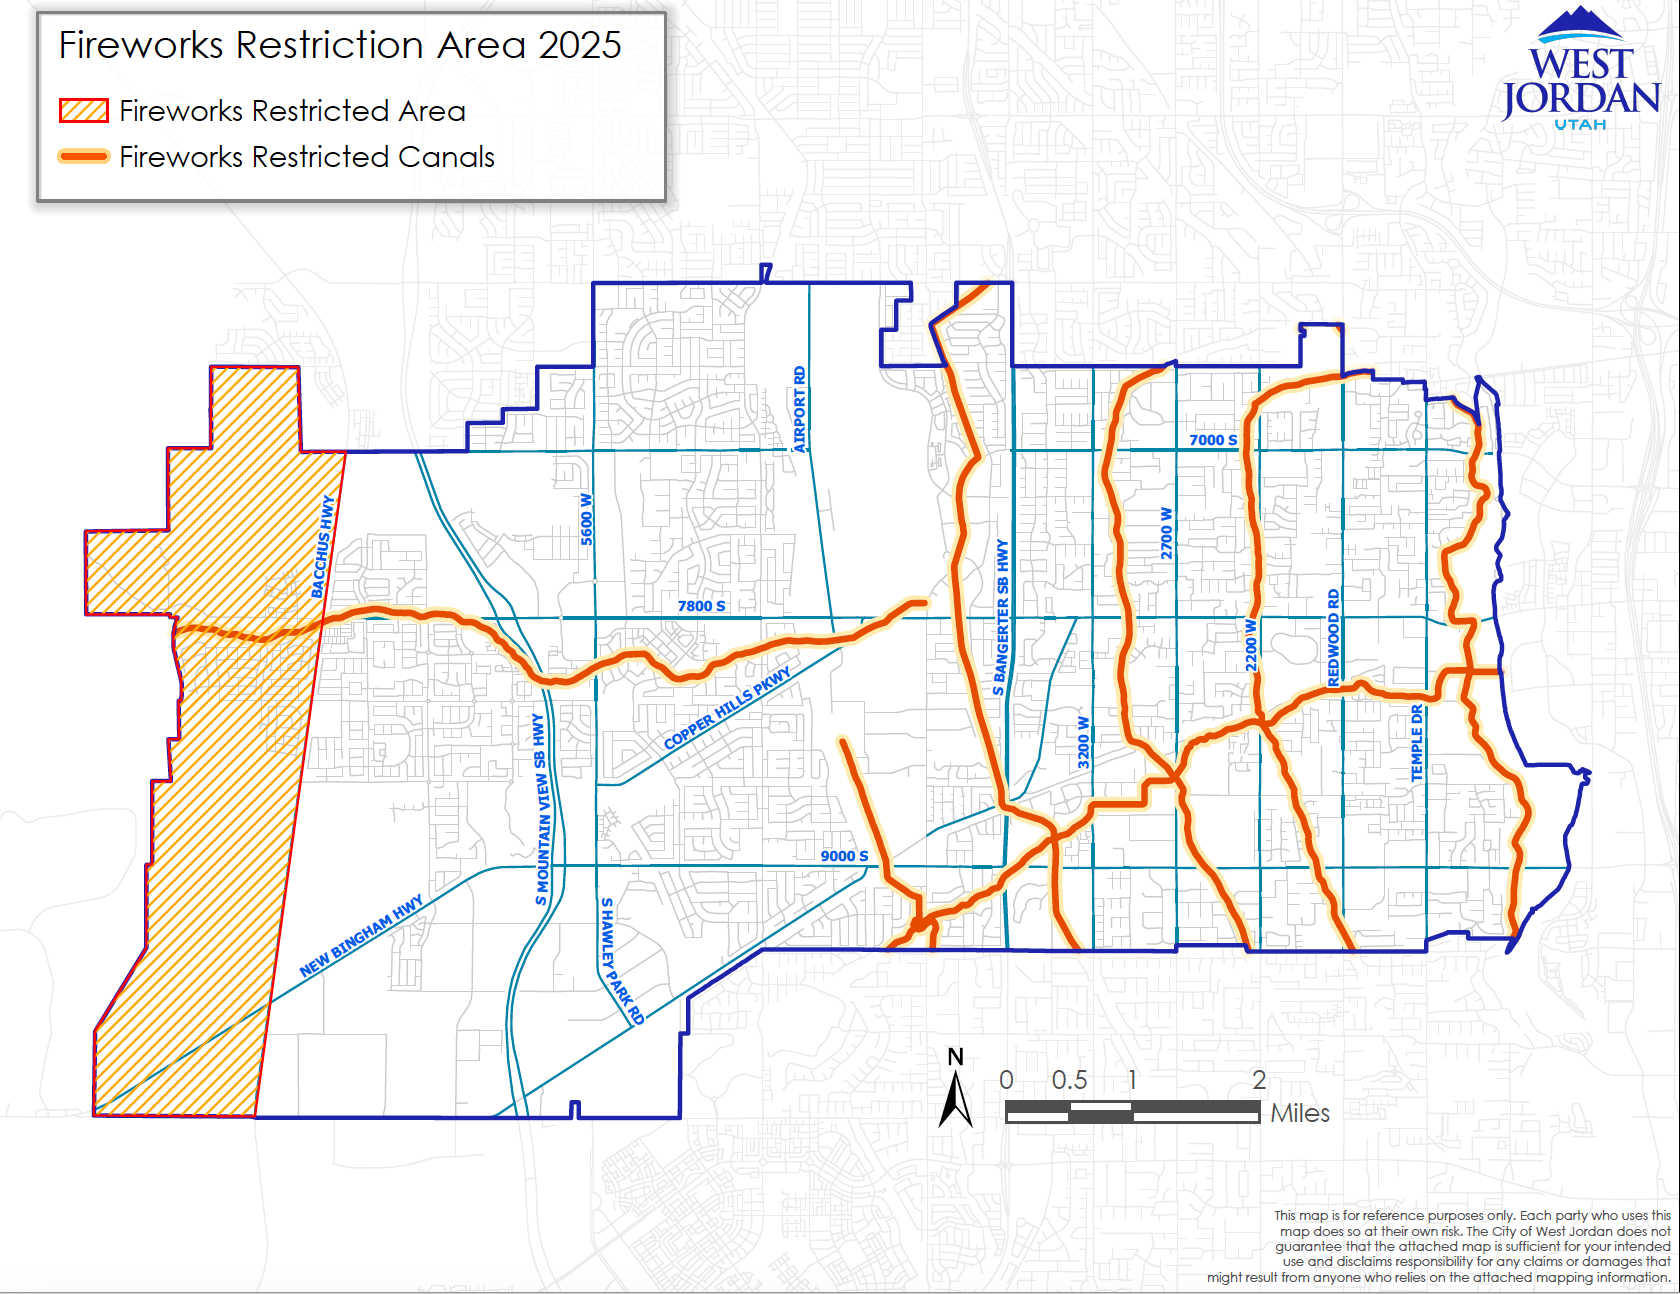 Fireworks Restriction Area 2025
Fireworks Restricted Area
Fireworks Restricted Canals
WEST
JORDAN
UTAH
AIRPORT RD
7000 S
BACCHUS HWY
5600 W
2700 W
S BANGERTER SB HWY
7800 S
2200 W
REDWOOD RD
COPPER HILLS PKWY
S MOUNTAIN VIEW SB HWY
3200 W
TEMPLE DR
9000 S
NEW BINGHAM HWY
S HAWLEY PARK RD
N
0 0.5 1 2
Miles
This map is for reference purposes only. Each party who uses this
map does so at their own risk. The City of West Jordan does not
guarantee that the attached map is sufficient for your intended
use and disclaims responsibility for any claims or damages that
might result from anyone who relies on the attached mapping information.